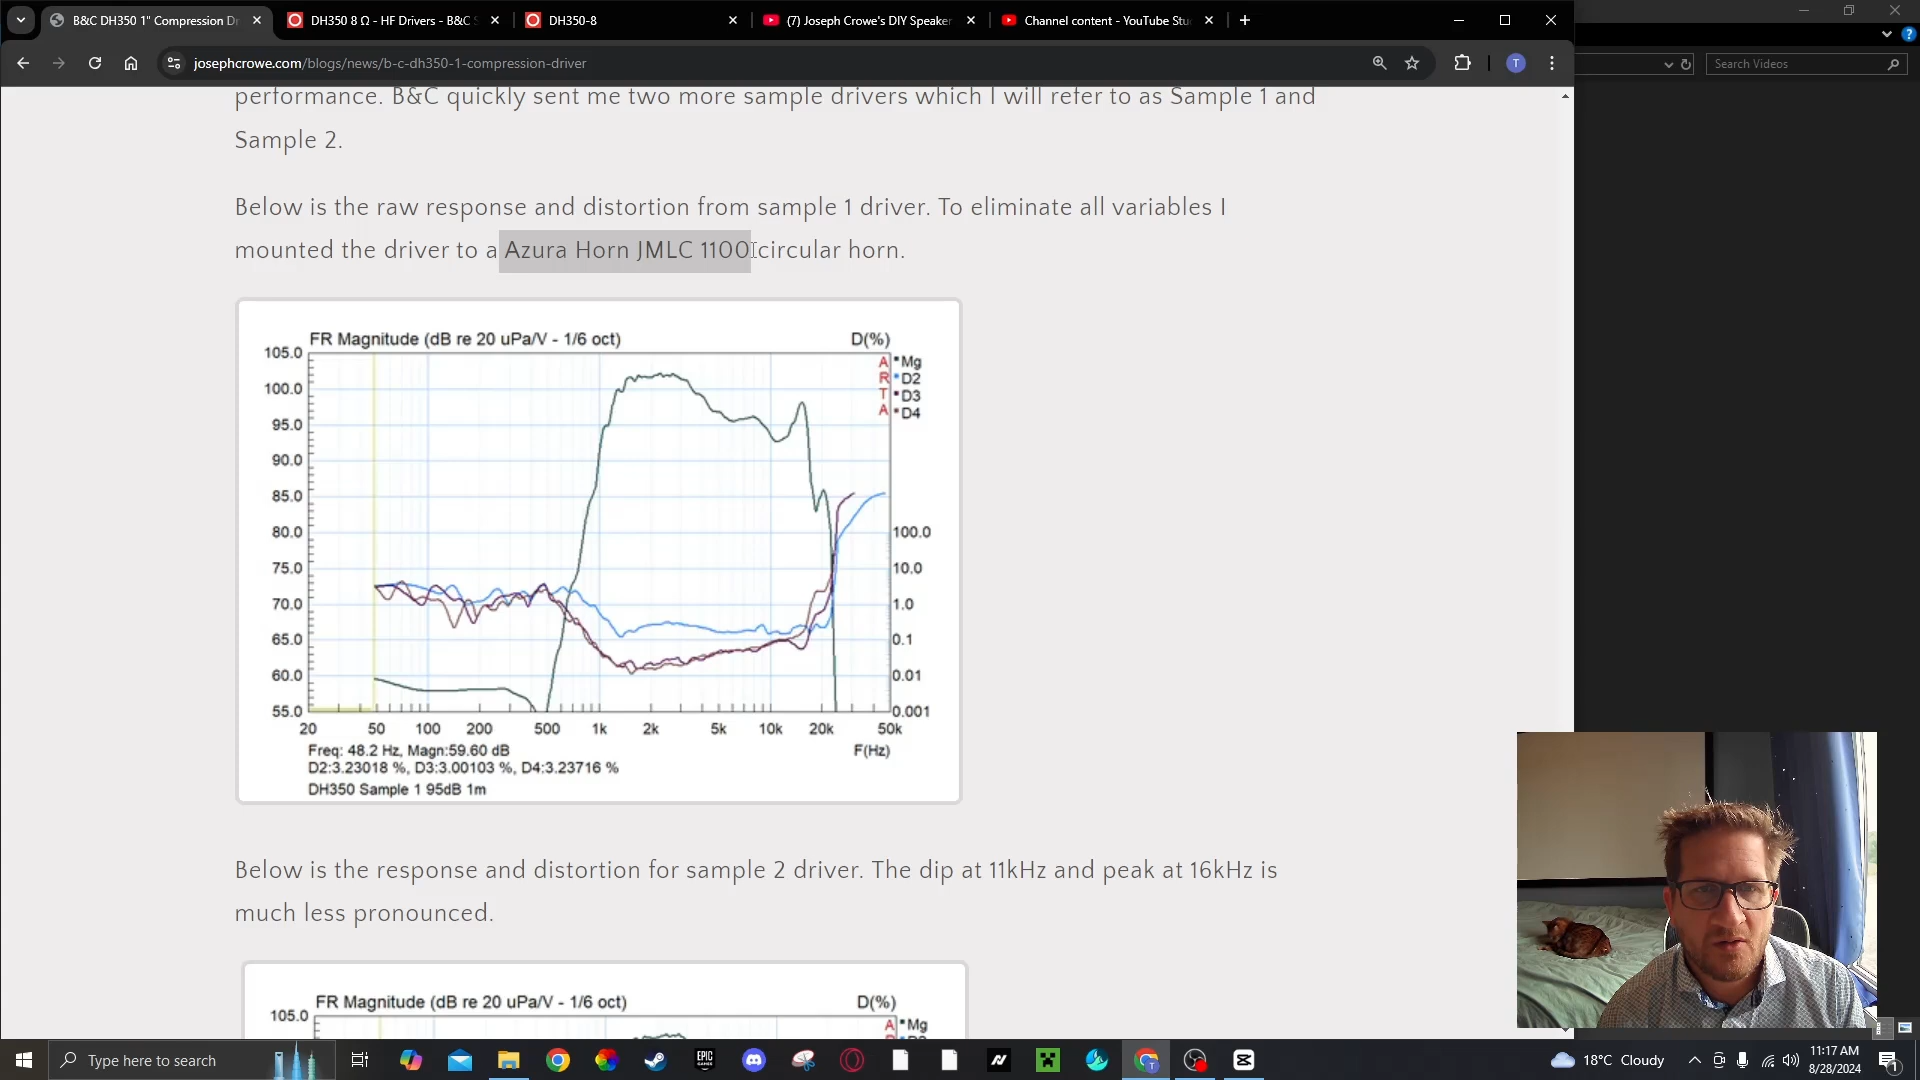 B&C DH350 1" Compression Dr
DH350 8 Ω - HF Drivers - B&C S
DH350-8
(7) Joseph Crowe's DIY Speaker
Channel content - YouTube Stu
josephcrowe.com/blogs/news/b-c-dh350-1-compression-driver
T
Search Videos
performance. B&C quickly sent me two more sample drivers which I will refer to as Sample 1 and
Sample 2.
Below is the raw response and distortion from sample 1 driver. To eliminate all variables I
mounted the driver to a Azura Horn JMLC 1100 circular horn.
FR Magnitude (dB re 20 uPa/V - 1/6 oct)
D(%)
105.0
100.0
95.0
90.0
85.0
80.0
75.0
70.0
65.0
60.0
55.0
A
R
T
A
Mg
D2
D3
D4
100.0
10.0
1.0
0.1
0.01
0.001
20 50 100 200 500 1k 2k 5k 10k 20k 50k
Freq: 48.2 Hz, Magn:59.60 dB
F(Hz)
D2:3.23018 %, D3:3.00103 %, D4:3.23716 %
DH350 Sample 1 95dB 1m
Below is the response and distortion for sample 2 driver. The dip at 11kHz and peak at 16kHz is
much less pronounced.
FR Magnitude (dB re 20 uPa/V - 1/6 oct)
D(%)
105.0
A
Mg
Type here to search
EPIC GAMES
18°C Cloudy
11:17 AM
8/28/2024
1